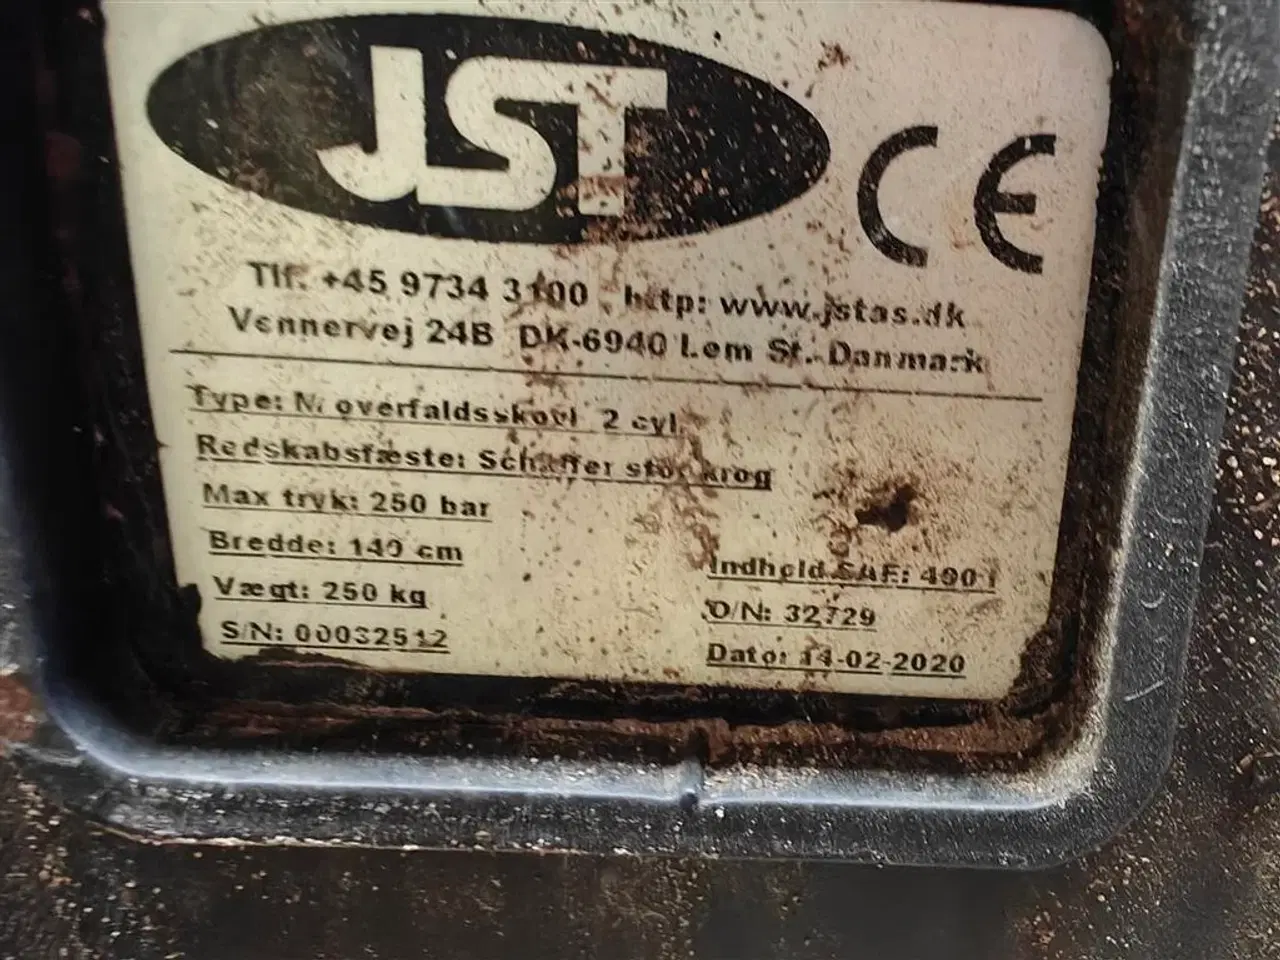 JST
CE
Tlf. +45 9734 3100 http: www.jstas.dk
Vennervej 24B DK-6940 Lem St. Danmark
Type: overfaldsskovl 2 cyl
Redskabsfæste: Schäffer stor krog
Max tryk: 250 bar
Bredde: 140 cm
Indhold SAE: 400 l
Vægt: 250 kg
O/N: 32729
S/N: 00032512
Dato: 14-02-2020